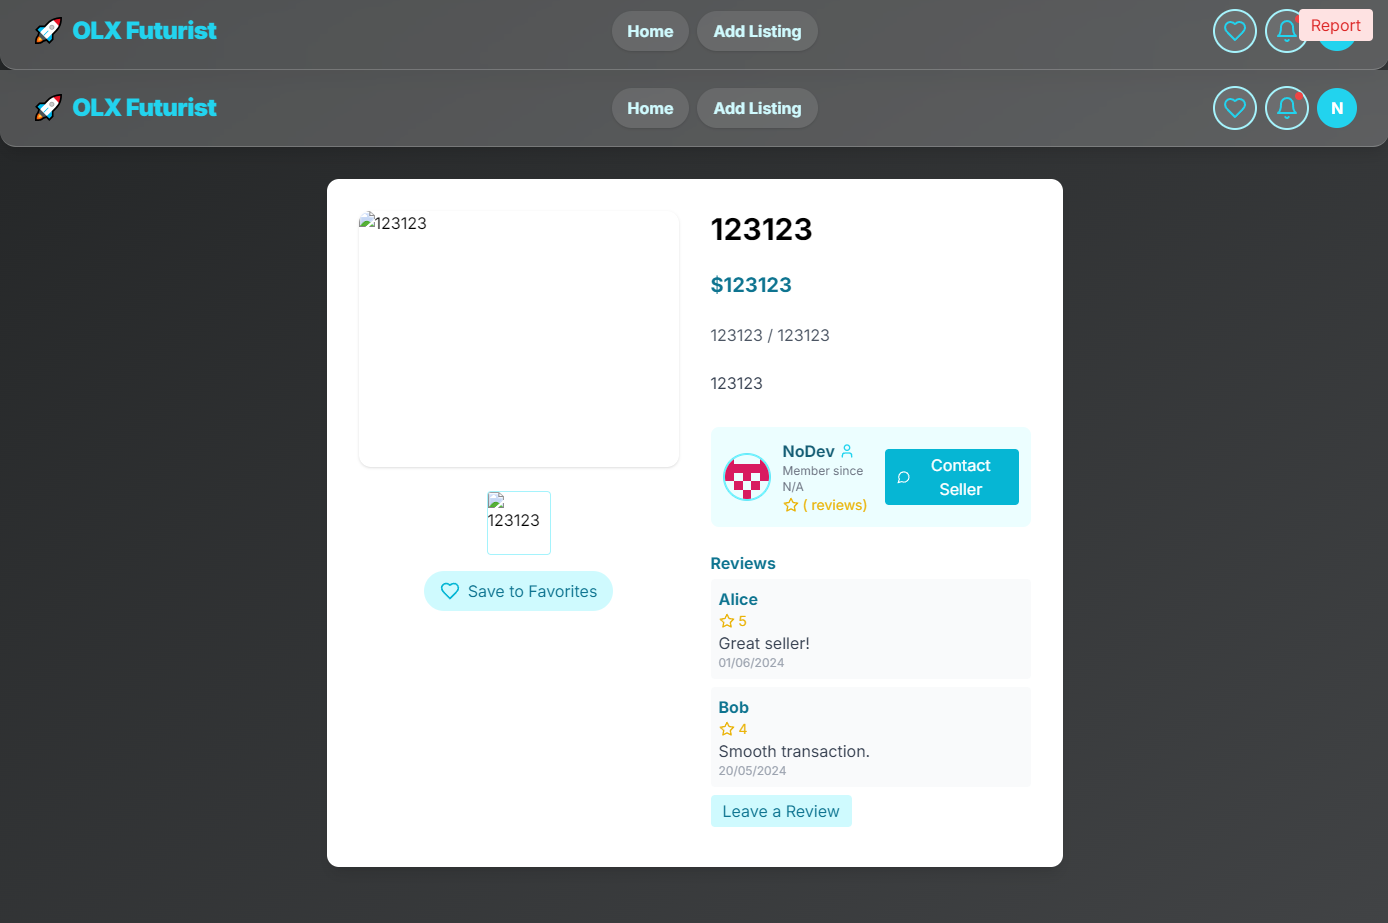 OLX Futurist
Home
Add Listing
Report
OLX Futurist
Home
Add Listing
N
123123
123123
Save to Favorites
123123
$123123
123123 / 123123
123123
NoDev
Member since
N/A
( reviews)
Contact
Seller
Reviews
Alice
5
Great seller!
01/06/2024
Bob
4
Smooth transaction.
20/05/2024
Leave a Review